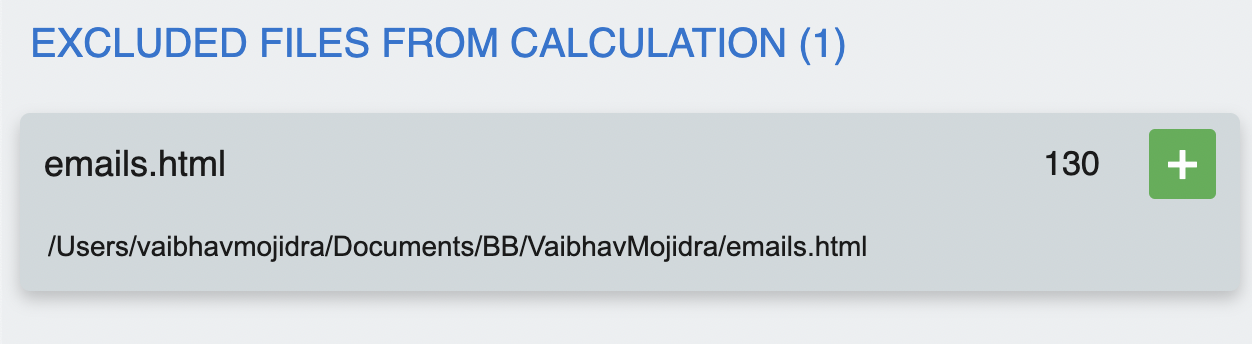 EXCLUDED FILES FROM CALCULATION (1)
emails.html 130 +
/Users/vaibhavmojidra/Documents/BB/VaibhavMojidra/emails.html